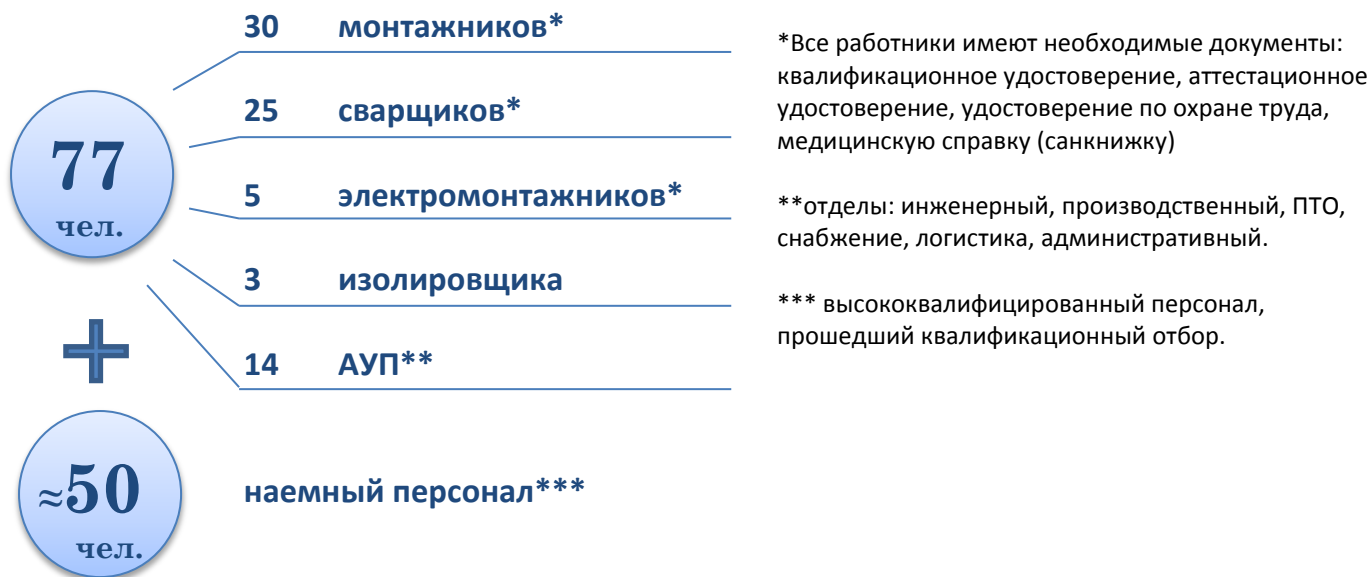 30 монтажников*
25 сварщиков*
77
чел.
5 электромонтажников*
3 изолировщика
14 АУП**
≈50
чел.
наемный персонал***
*Все работники имеют необходимые документы:
квалификационное удостоверение, аттестационное
удостоверение, удостоверение по охране труда,
медицинскую справку (санкнижку)
**отделы: инженерный, производственный, ПТО,
снабжение, логистика, административный.
*** высококвалифицированный персонал,
прошедший квалификационный отбор.